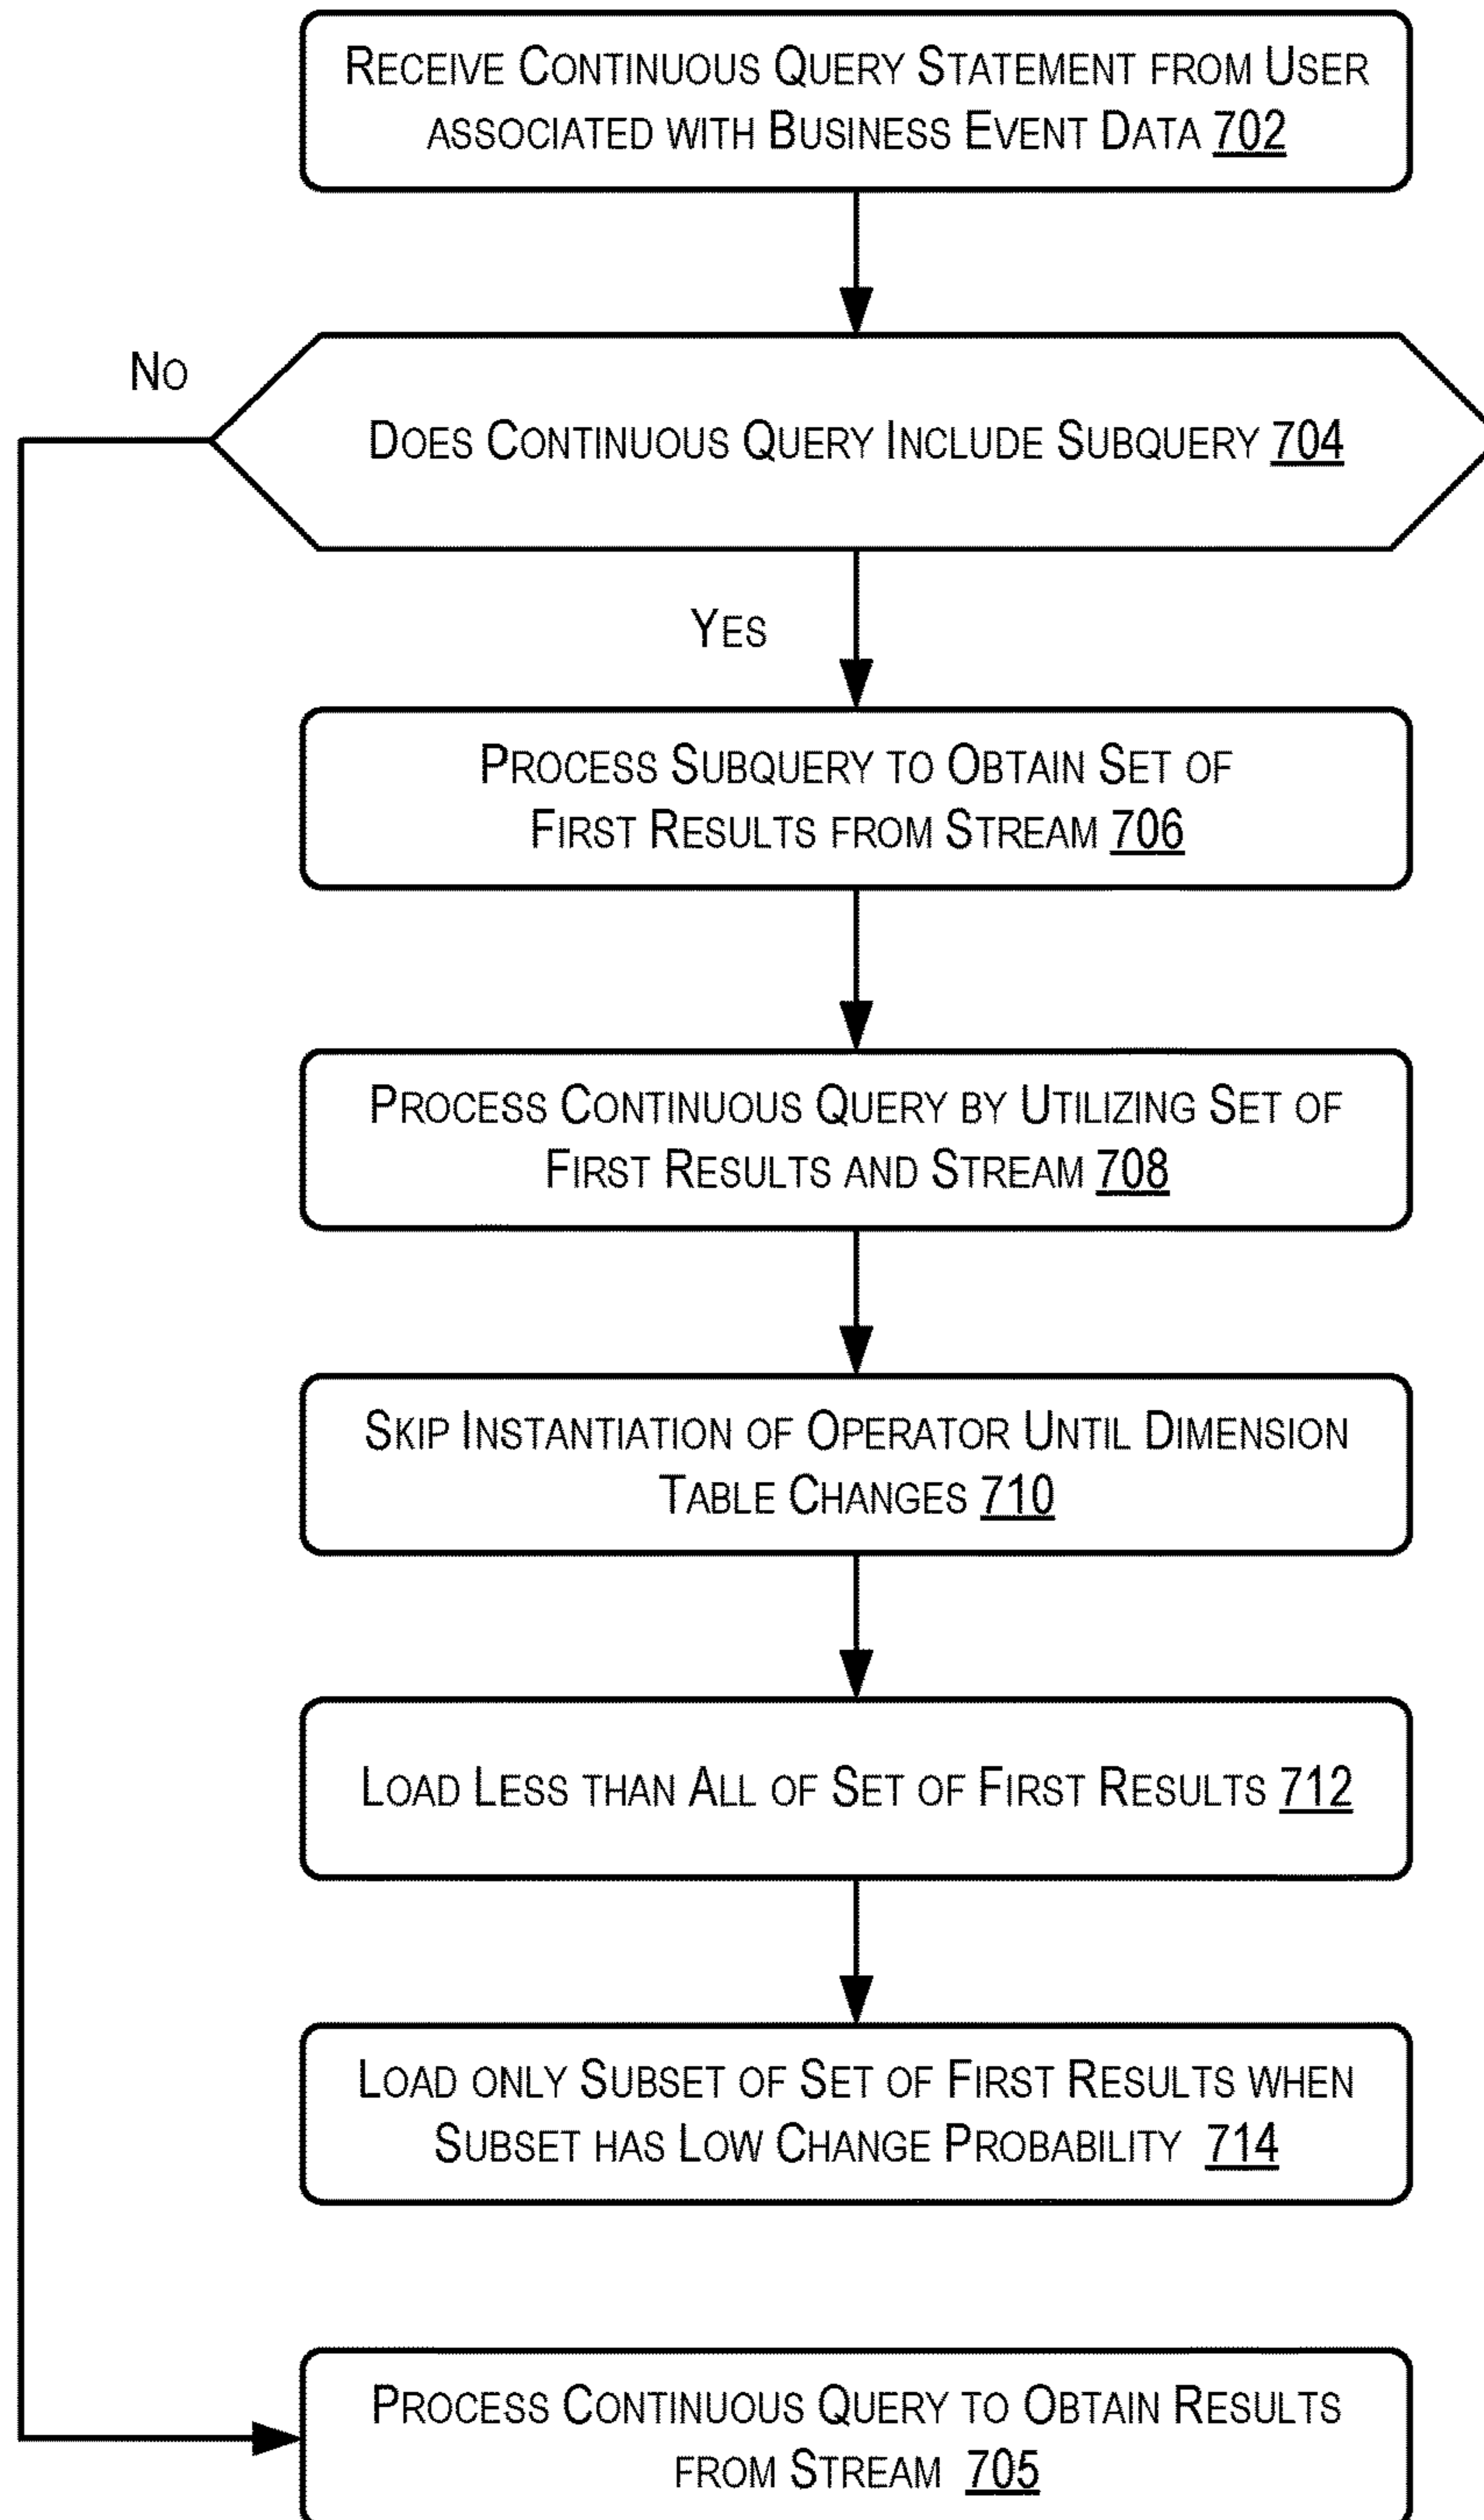 RECEIVE CONTINUOUS QUERY STATEMENT FROM USER
ASSOCIATED WITH BUSINESS EVENT DATA 702
NO
DOES CONTINUOUS QUERY INCLUDE SUBQUERY 704
YES
PROCESS SUBQUERY TO OBTAIN SET OF
FIRST RESULTS FROM STREAM 706
PROCESS CONTINUOUS QUERY BY UTILIZING SET OF
FIRST RESULTS AND STREAM 708
SKIP INSTANTIATION OF OPERATOR UNTIL DIMENSION
TABLE CHANGES 710
LOAD LESS THAN ALL OF SET OF FIRST RESULTS 712
LOAD ONLY SUBSET OF SET OF FIRST RESULTS WHEN
SUBSET HAS LOW CHANGE PROBABILITY 714
PROCESS CONTINUOUS QUERY TO OBTAIN RESULTS
FROM STREAM 705